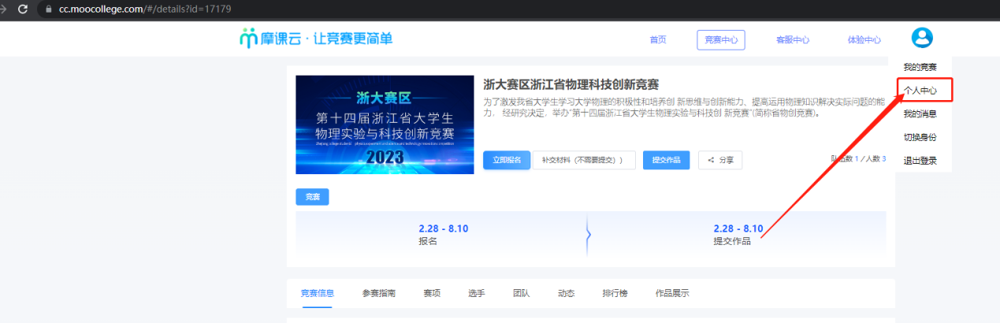 cc.moocollege.com/#/details?id=17179
摩课云·让竞赛更简单
首页
竞赛中心
客服中心
体验中心
我的竞赛
个人中心
我的消息
切换身份
退出登录
浙大赛区
第十四届浙江省大学生
物理实验与科技创新竞赛
2023
浙大赛区浙江省物理科技创新竞赛
为了激发我省大学生学习大学物理的积极性和培养创 新思维与创新能力、提高运用物理知识解决实际问题的能
力， 经研究决定，举办“第十四届浙江省大学生物理实验与科技创 新竞赛”(简称省物创竞赛)。
立即报名
补交材料（不需要提交））
提交作品
分享
队伍数 1 /人数 3
竞赛
2.28 - 8.10
报名
2.28 - 8.10
提交作品
竞赛信息
参赛指南
赛项
选手
团队
动态
排行榜
作品展示